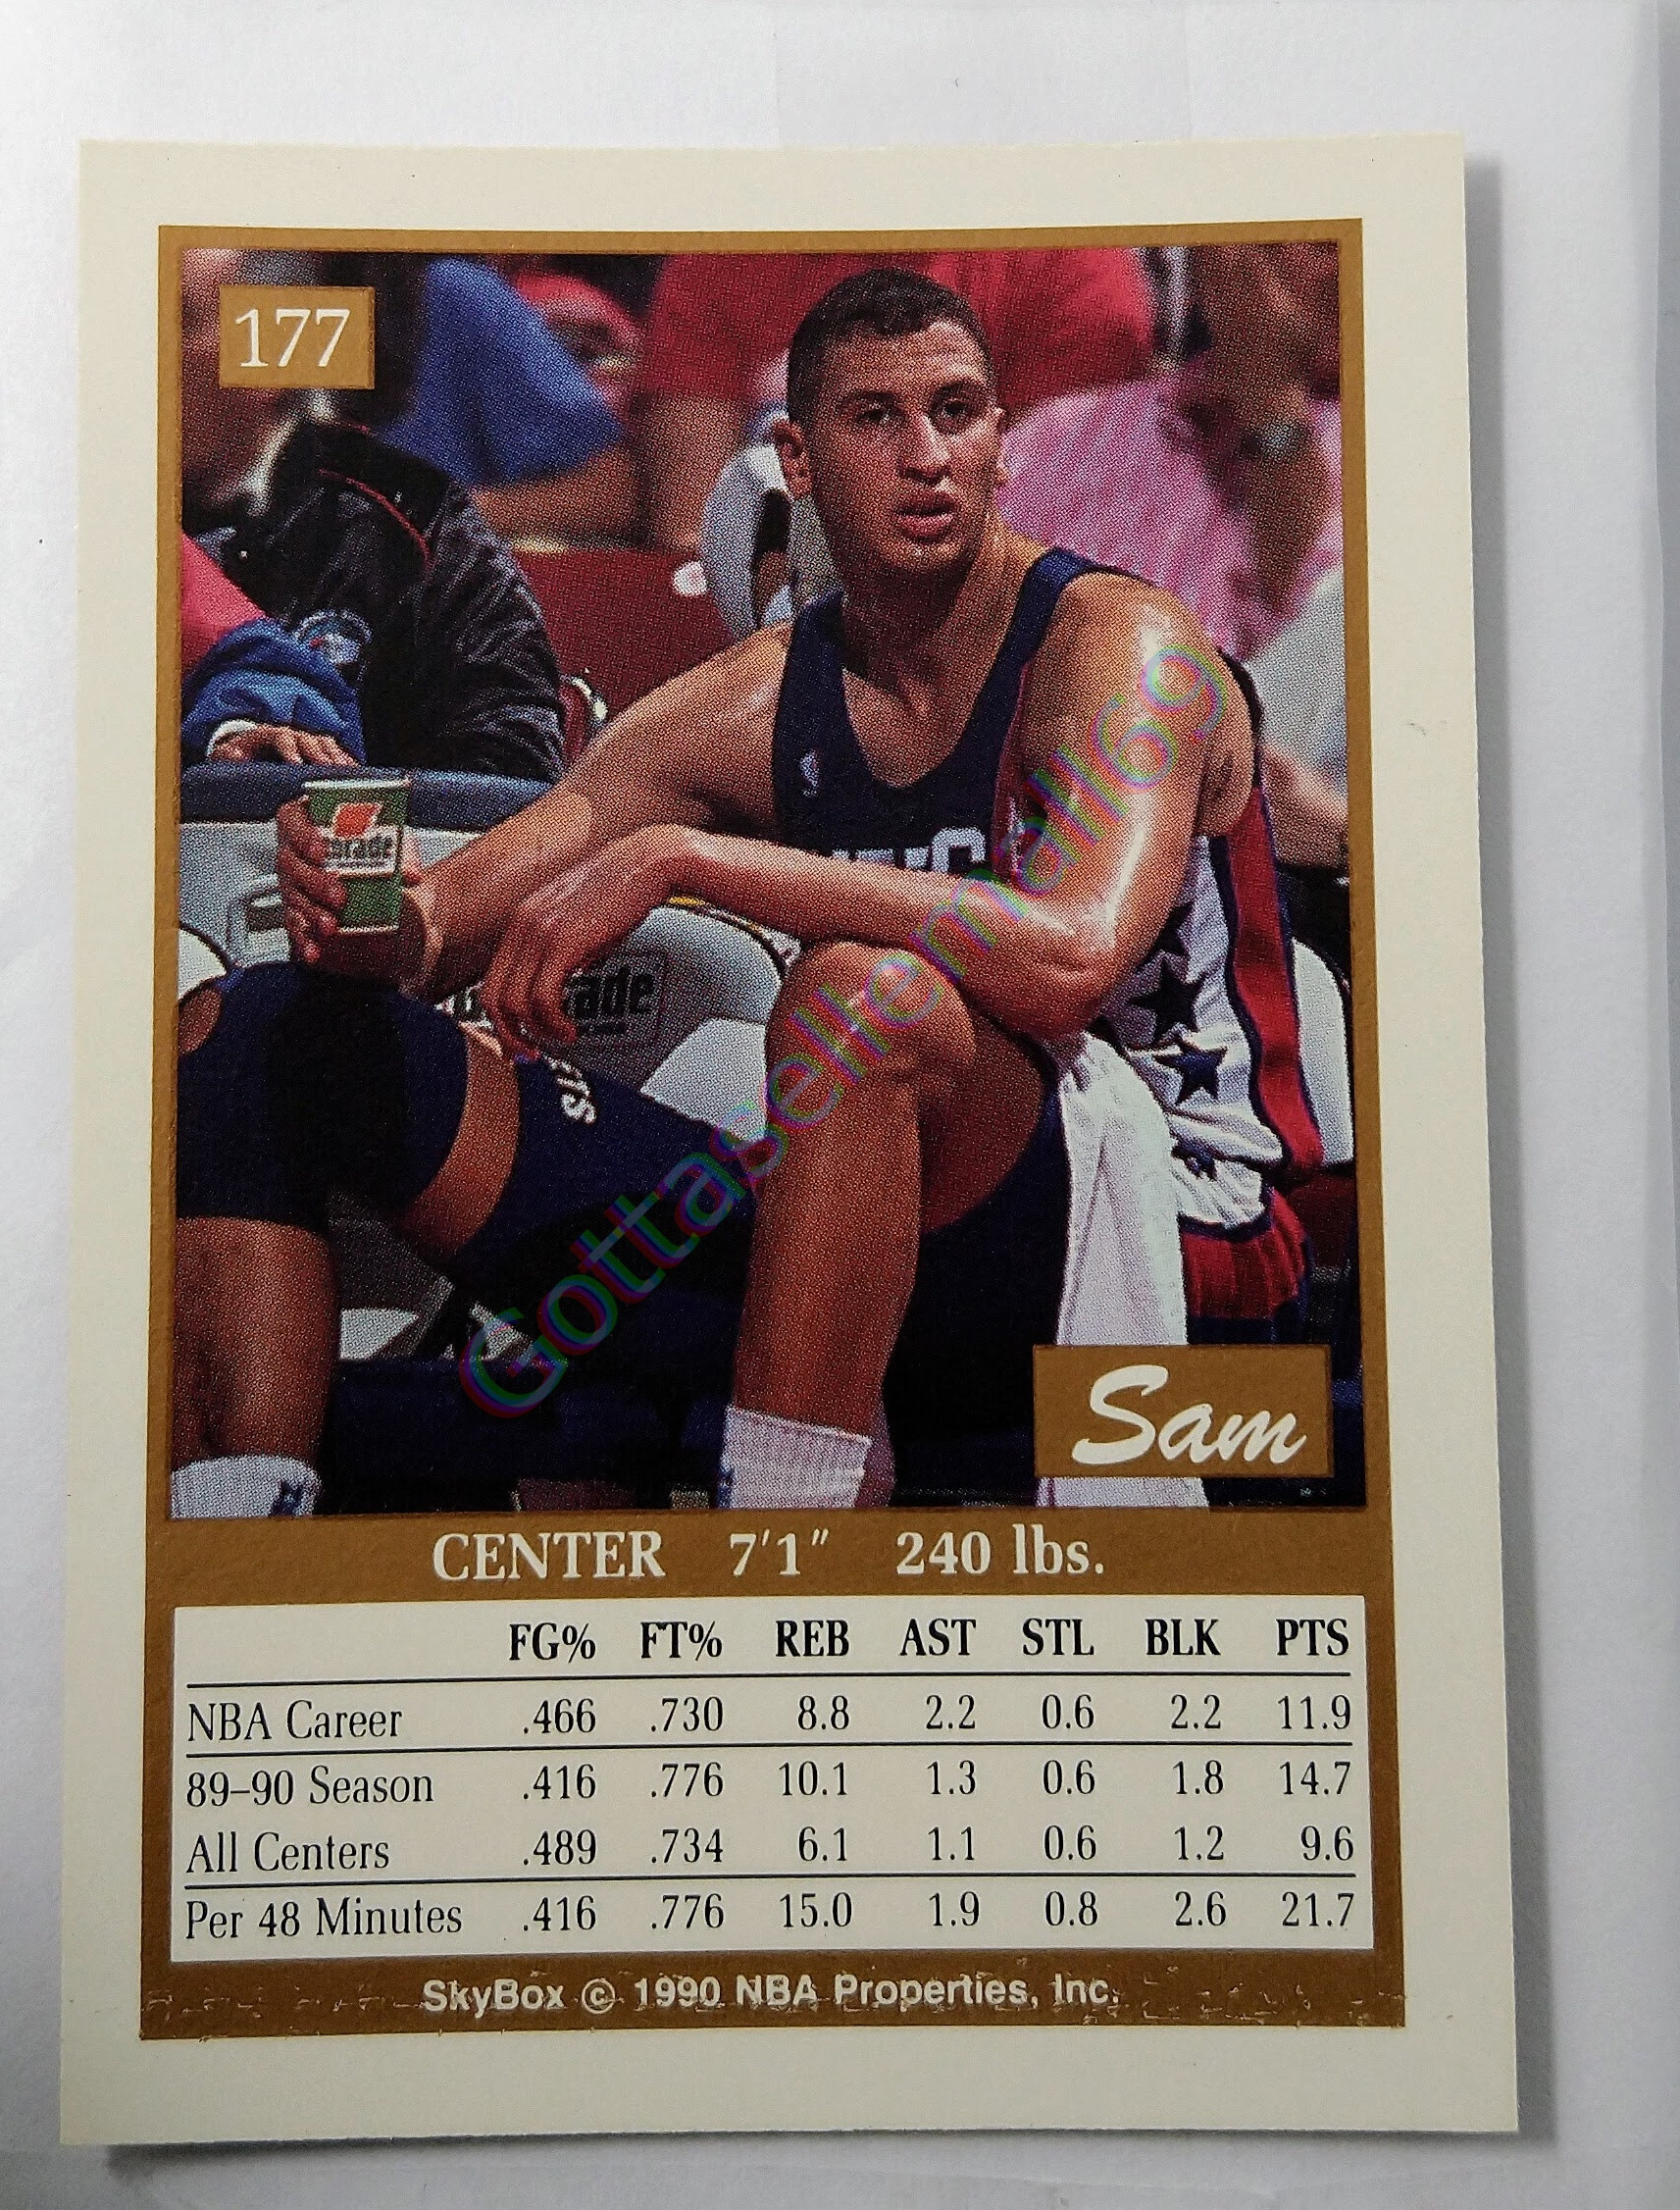 177
orade
ade
Gottasellemall69
Sam
CENTER 7'1" 240 lbs.
FG% FT% REB AST STL BLK PTS
NBA Career .466 .730 8.8 2.2 0.6 2.2 11.9
89–90 Season .416 .776 10.1 1.3 0.6 1.8 14.7
All Centers .489 .734 6.1 1.1 0.6 1.2 9.6
Per 48 Minutes .416 .776 15.0 1.9 0.8 2.6 21.7
SkyBox © 1990 NBA Properties, Inc.